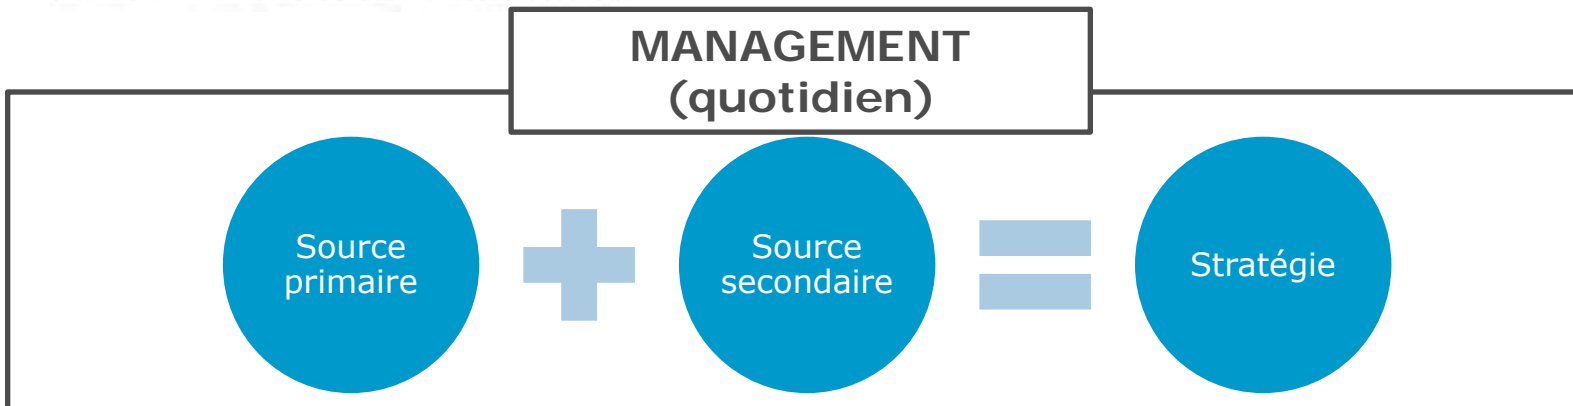 MANAGEMENT
(quotidien)
Source
primaire
Source
secondaire
Stratégie